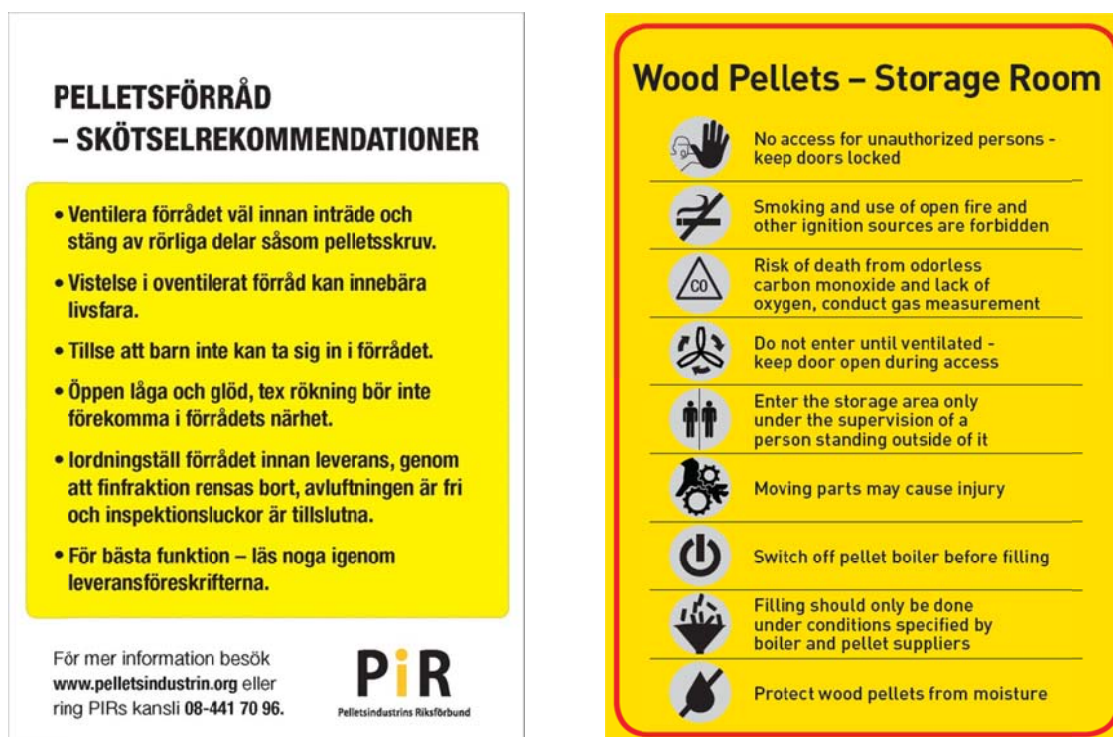 PELLETSFÖRRÅD
– SKÖTSELREKOMMENDATIONER
• Ventilera förrådet väl innan inträde och
stäng av rörliga delar såsom pelletsskruv.
• Vistelse i oventilerat förråd kan innebära
livsfara.
• Tillse att barn inte kan ta sig in i förrådet.
• Öppen låga och glöd, tex rökning bör inte
förekomma i förrådets närhet.
• Iordningställ förrådet innan leverans, genom
att finfraktion rensas bort, avluftningen är fri
och inspektionsluckor är tillslutna.
• För bästa funktion – läs noga igenom
leveransföreskrifterna.
För mer information besök
www.pelletsindustrin.org eller
ring PIRs kansli 08-441 70 96.
PiR
Pelletsindustrins Riksförbund
Wood Pellets – Storage Room
No access for unauthorized persons -
keep doors locked
Smoking and use of open fire and
other ignition sources are forbidden
CO
Risk of death from odorless
carbon monoxide and lack of
oxygen, conduct gas measurement
Do not enter until ventilated -
keep door open during access
Enter the storage area only
under the supervision of a
person standing outside of it
Moving parts may cause injury
Switch off pellet boiler before filling
Filling should only be done
under conditions specified by
boiler and pellet suppliers
Protect wood pellets from moisture